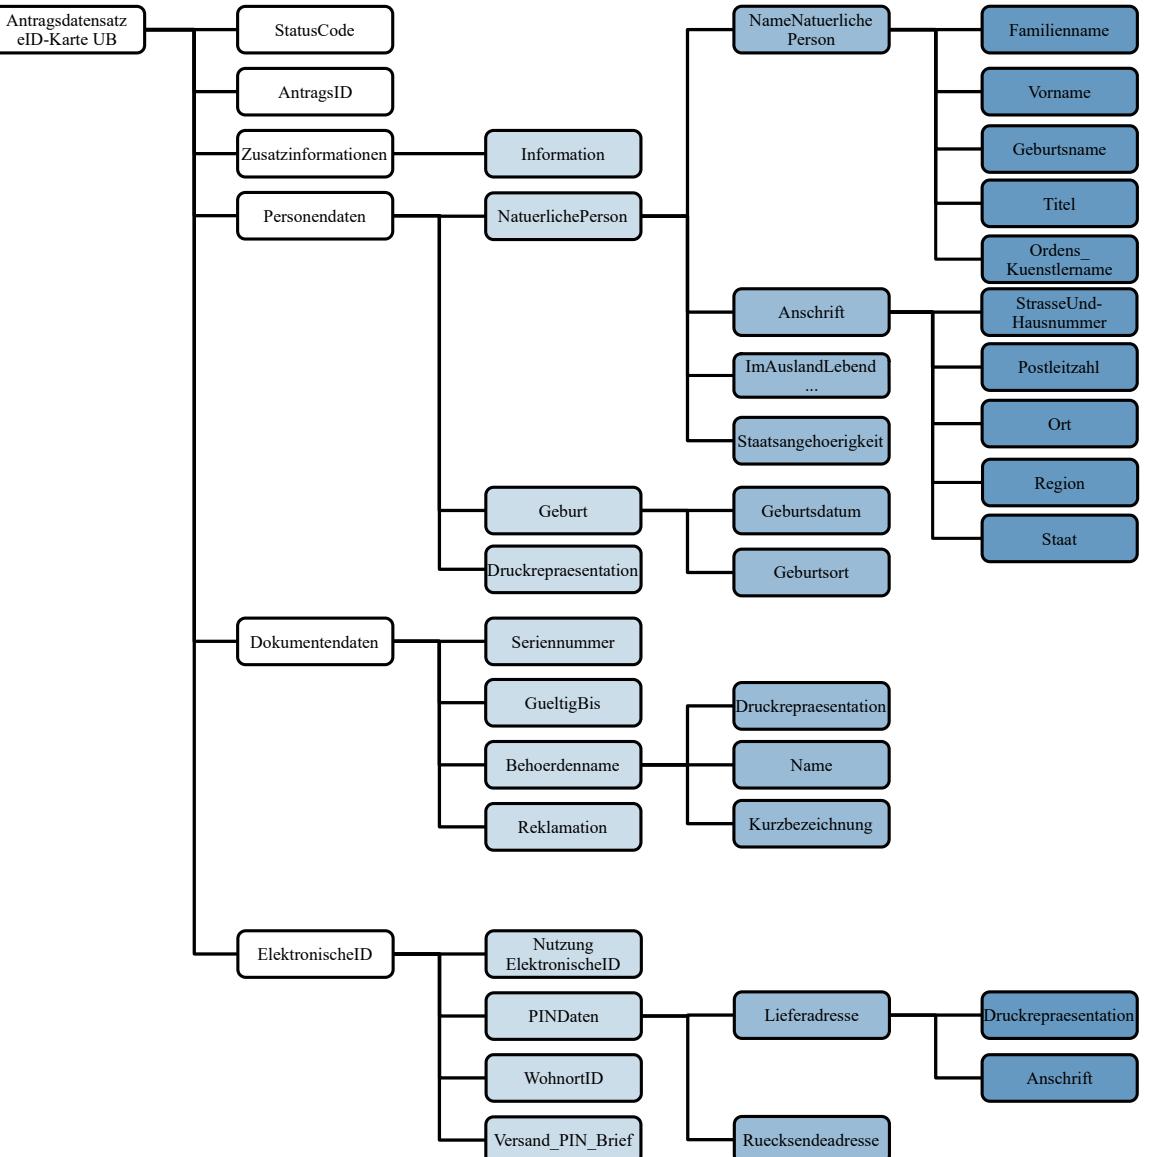 Antragsdatensatz
eID-Karte UB
StatusCode
AntragsID
Zusatzinformationen
Information
Personendaten
NatuerlichePerson
NameNatuerliche
Person
Familienname
Vorname
Geburtsname
Titel
Ordens_
Kuenstlername
Anschrift
StrasseUnd-
Hausnummer
Postleitzahl
Ort
Region
Staat
ImAuslandLebend
...
Staatsangehoerigkeit
Geburt
Geburtsdatum
Geburtsort
Druckrepraesentation
Dokumentendaten
Seriennummer
GueltigBis
Behoerdenname
Druckrepraesentation
Name
Kurzbezeichnung
Reklamation
ElektronischeID
Nutzung
ElektronischeID
PINDaten
Lieferadresse
Druckrepraesentation
Anschrift
Ruecksendeadresse
WohnortID
Versand_PIN_Brief